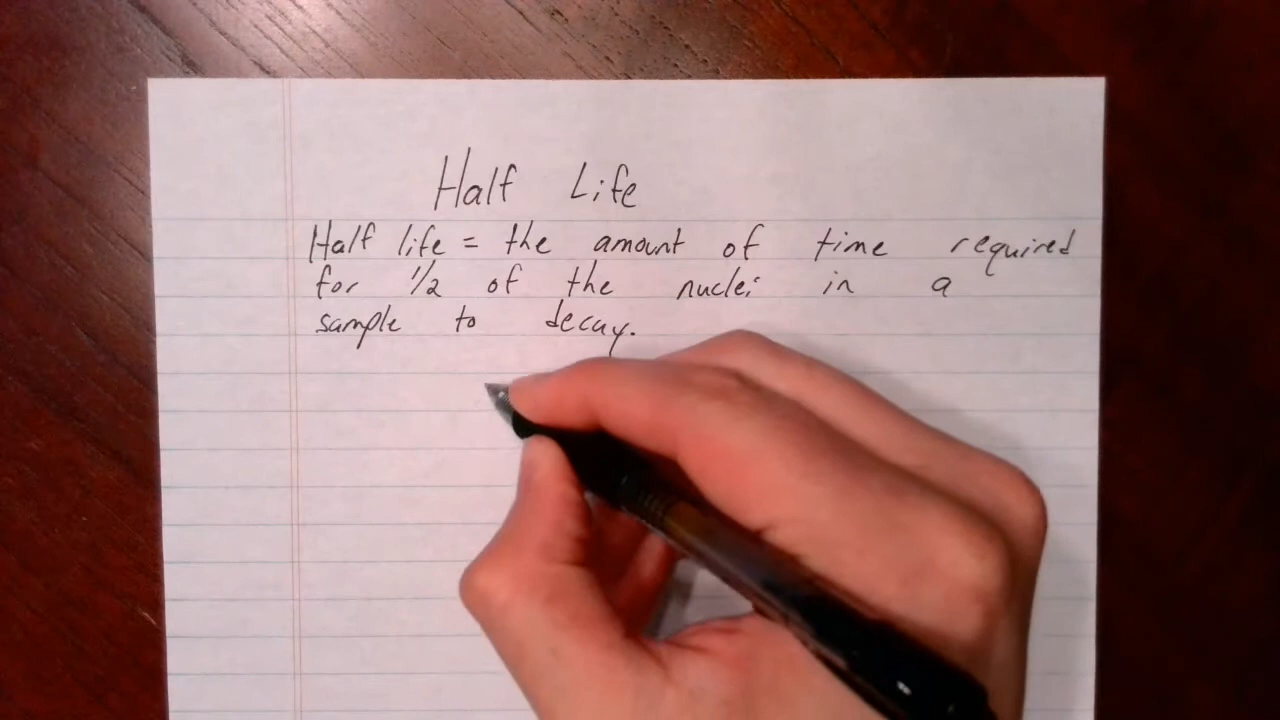 Half Life
Half life = the amount of time required
for 1/2 of the nuclei in a
sample to decay.